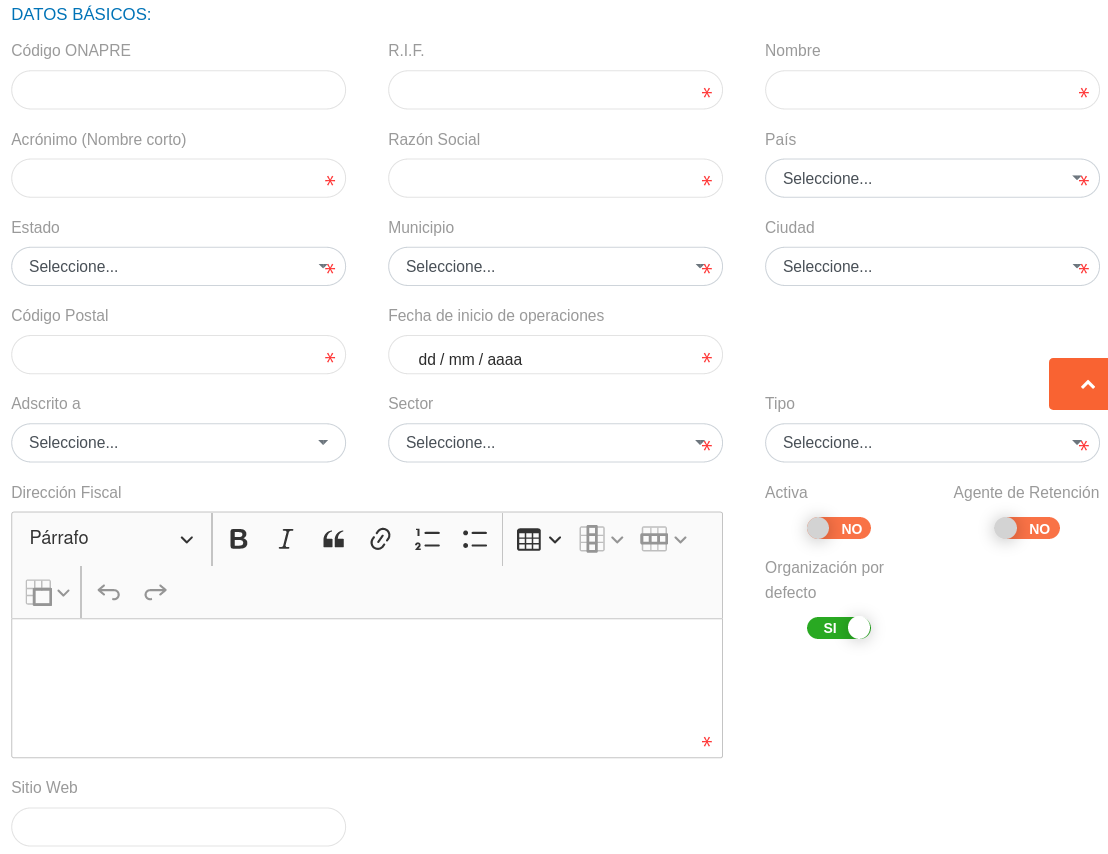 DATOS BÁSICOS:
Código ONAPRE
R.I.F.
*
Nombre
*
Acrónimo (Nombre corto)
*
Razón Social
*
País
Seleccione... *
Estado
Seleccione... *
Municipio
Seleccione... *
Ciudad
Seleccione... *
Código Postal
*
Fecha de inicio de operaciones
dd / mm / aaaa *
Adscrito a
Seleccione...
Sector
Seleccione... *
Tipo
Seleccione... *
Dirección Fiscal
Párrafo B I
*
Activa
NO
Agente de Retención
NO
Organización por
defecto
SI
Sitio Web